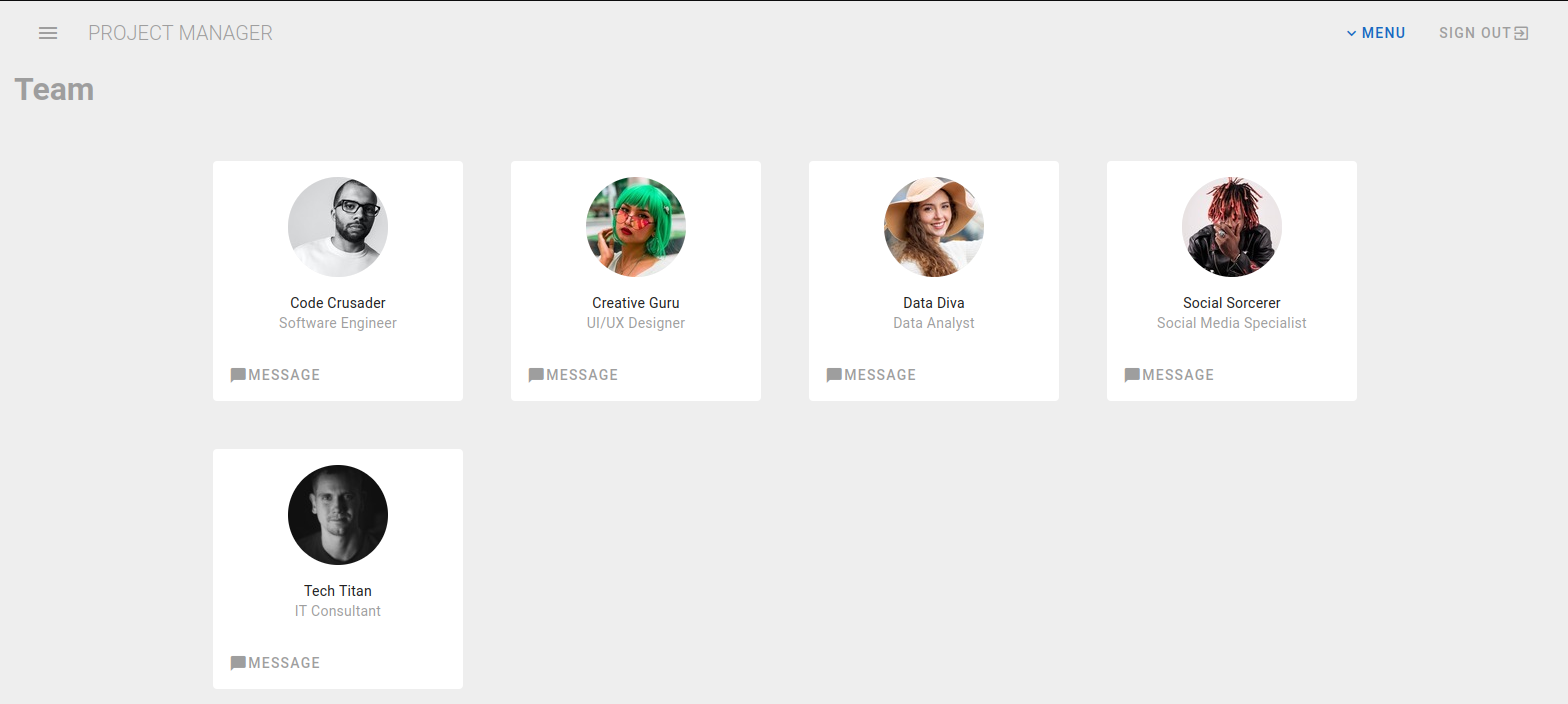 PROJECT MANAGER
MENU
SIGN OUT
Team
Code Crusader
Software Engineer
MESSAGE
Creative Guru
UI/UX Designer
MESSAGE
Data Diva
Data Analyst
MESSAGE
Social Sorcerer
Social Media Specialist
MESSAGE
Tech Titan
IT Consultant
MESSAGE